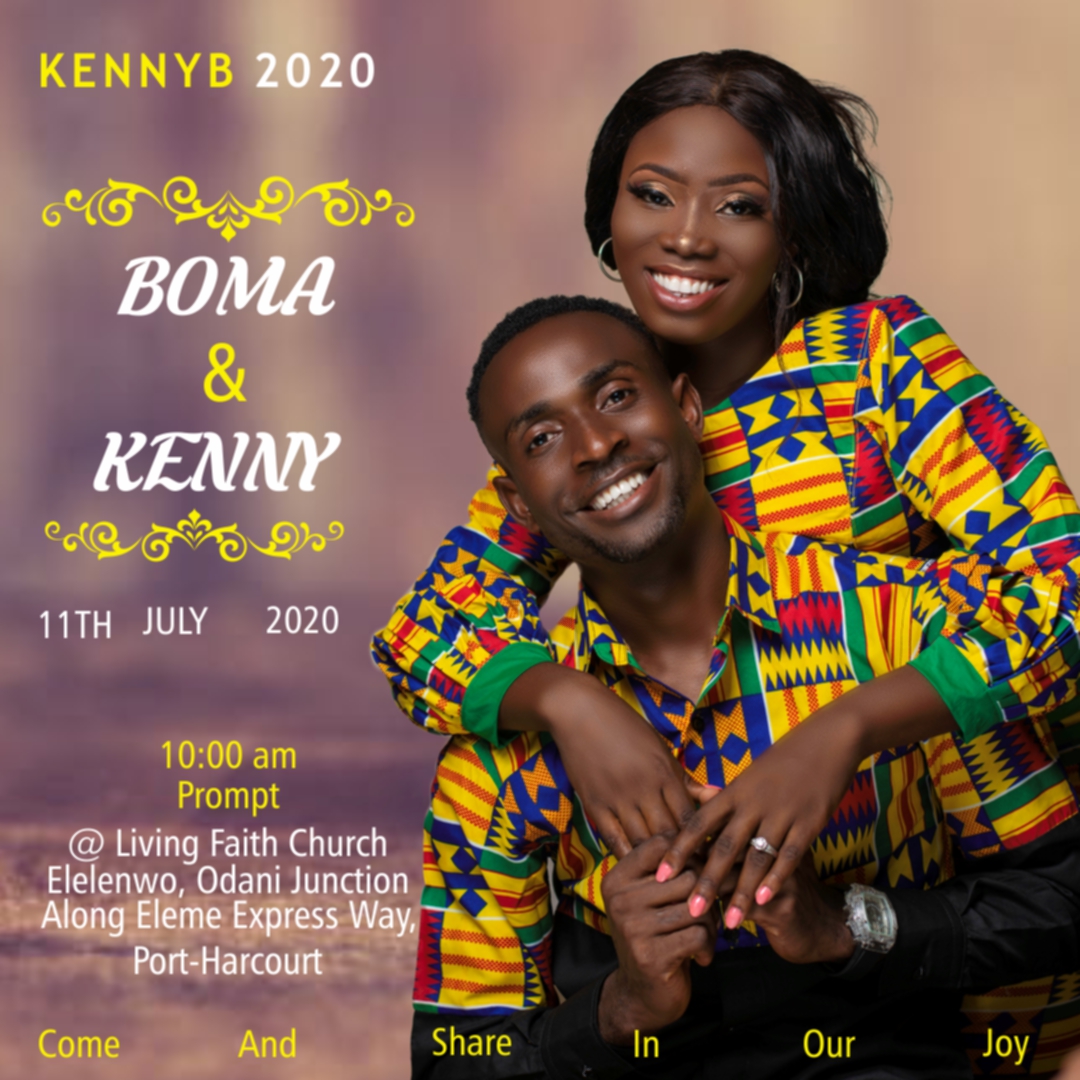 KENNYB 2020
BOMA
&
KENNY
11TH JULY 2020
10:00 am
Prompt
@ Living Faith Church
Elelenwo, Odani Junction
Along Eleme Express Way,
Port-Harcourt
Come And Share In Our Joy